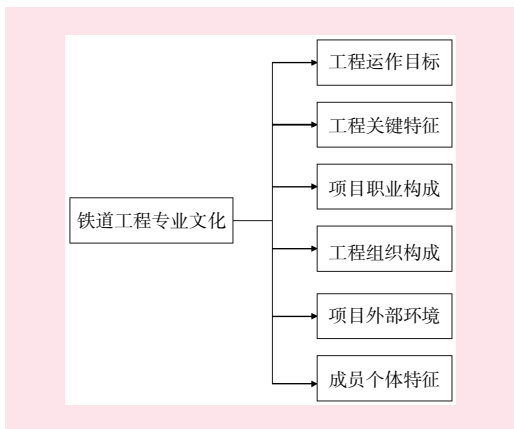 工程运作目标
工程关键特征
项目职业构成
铁道工程专业文化
工程组织构成
项目外部环境
成员个体特征